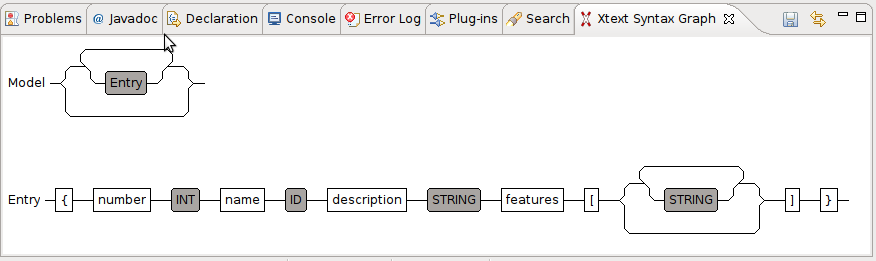 Problems @ Javadoc Declaration Console Error Log Plug-ins Search Xtext Syntax Graph
Model Entry
Entry { number INT name ID description STRING features [ STRING ] }